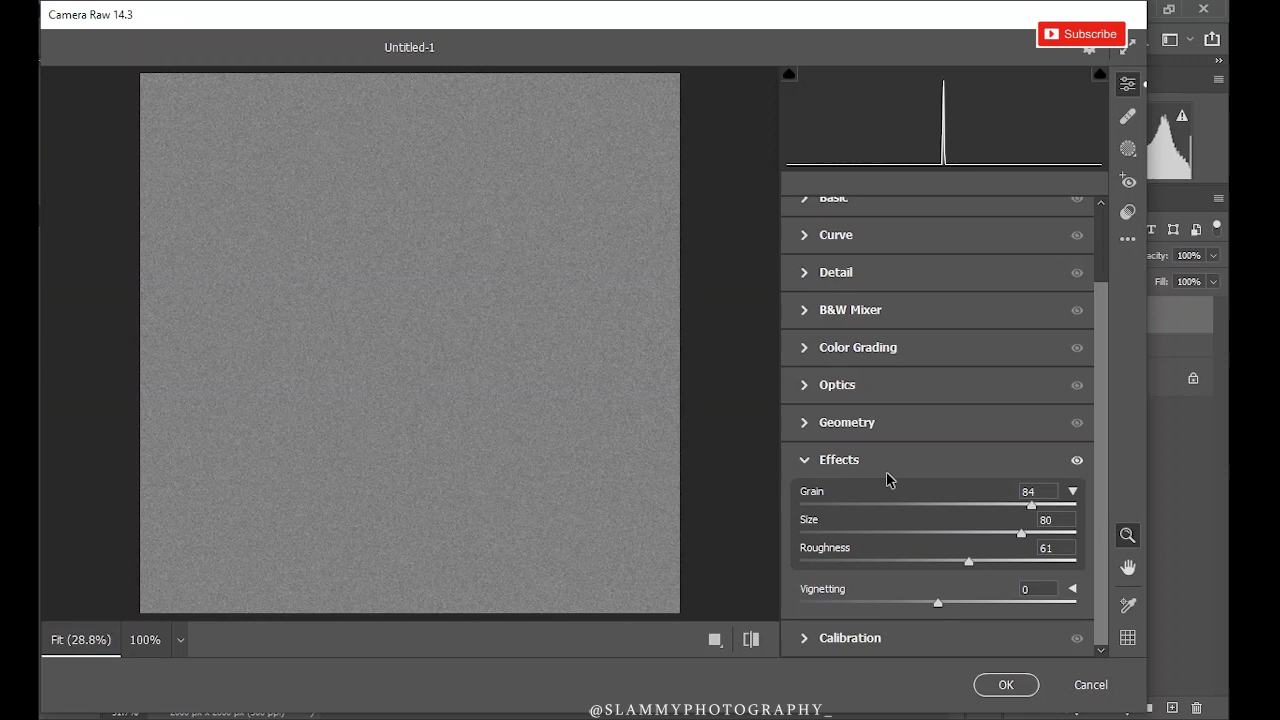 Camera Raw 14.3
Subscribe
Untitled-1
Basic
Curve
Detail
B&W Mixer
Color Grading
Optics
Geometry
Effects
Grain 84
Size 80
Roughness 61
Vignetting 0
Calibration
acity: 100%
Fill: 100%
Fit (28.8%) 100%
OK Cancel
@SLAMMYPHOTOGRAPHY_